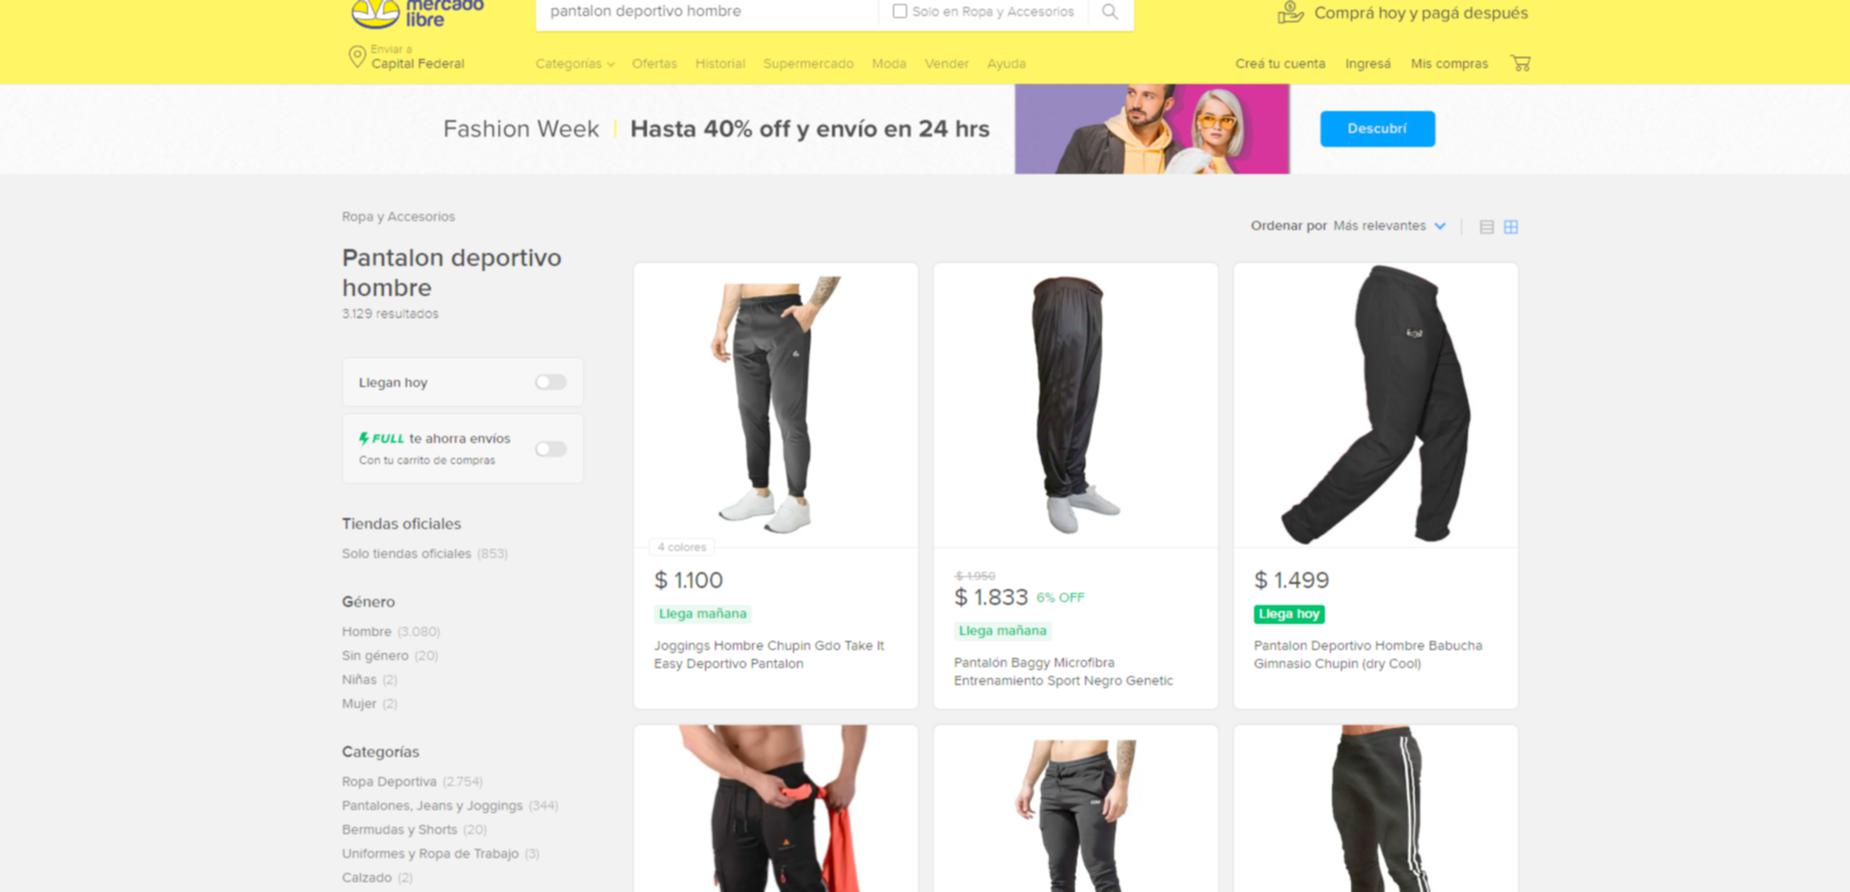 mercado
libre
pantalon deportivo hombre
Solo en Ropa y Accesorios
Comprá hoy y pagá después
Enviar a
Capital Federal
Categorías
Ofertas
Historial
Supermercado
Moda
Vender
Ayuda
Creá tu cuenta
Ingresá
Mis compras
Fashion Week | Hasta 40% off y envío en 24 hrs
Descubrí
Ropa y Accesorios
Pantalon deportivo
hombre
3.129 resultados
Llegan hoy
FULL te ahorra envíos
Con tu carrito de compras
Tiendas oficiales
Solo tiendas oficiales (853)
Género
Hombre (3.080)
Sin género (20)
Niñas (2)
Mujer (2)
Categorías
Ropa Deportiva (2.754)
Pantalones, Jeans y Joggings (344)
Bermudas y Shorts (20)
Uniformes y Ropa de Trabajo (3)
Calzado (2)
Ordenar por Más relevantes
4 colores
$ 1.100
Llega mañana
Joggings Hombre Chupin Gdo Take It
Easy Deportivo Pantalon
$ 1.950
$ 1.833 6% OFF
Llega mañana
Pantalón Baggy Microfibra
Entrenamiento Sport Negro Genetic
$ 1.499
Llega hoy
Pantalon Deportivo Hombre Babucha
Gimnasio Chupin (dry Cool)